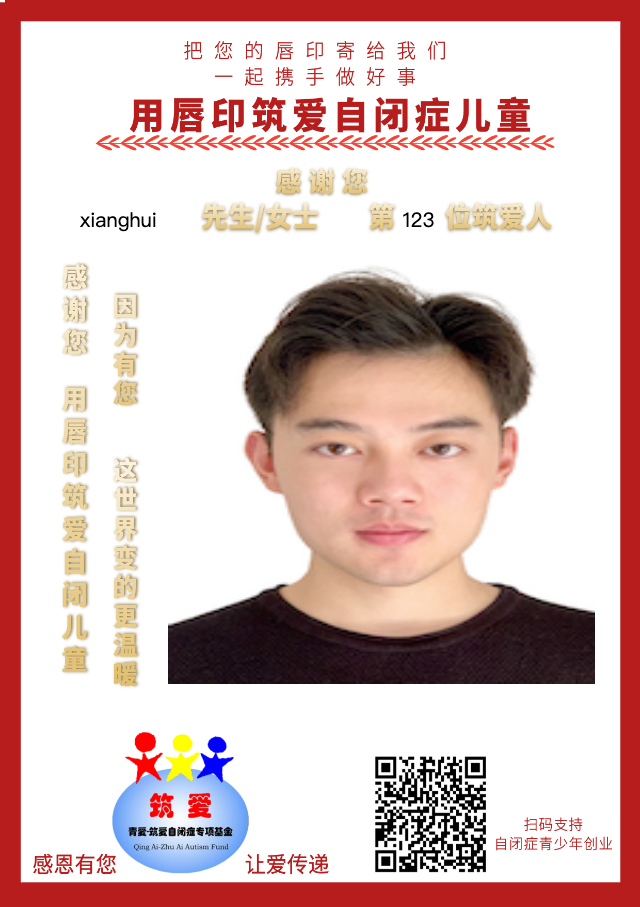 把您的唇印寄给我们
一起携手做好事
用唇印筑爱自闭症儿童
感谢您
xianghui 先生/女士 第 123 位筑爱人
感谢您 用唇印筑爱自闭儿童
因为有您 这世界变的更温暖
筑 爱
青爱·筑爱自闭症专项基金
Qing Ai-Zhu Ai Autism Fund
感恩有您
让爱传递
扫码支持
自闭症青少年创业